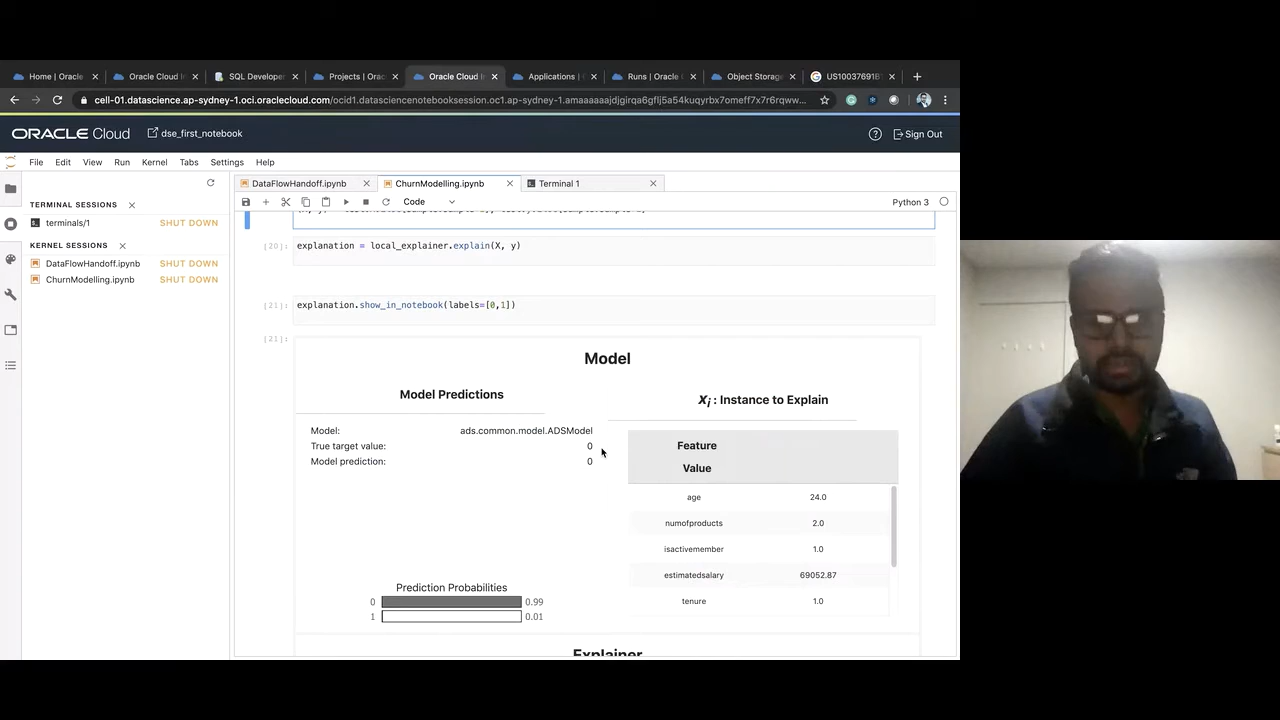 Home | Oracle
Oracle Cloud I
SQL Developer
Projects | Orac
Oracle Cloud I
Applications |
Runs | Oracle
Object Storage
US10037691B1
cell-01.datascience.ap-sydney-1.oci.oraclecloud.com/ocid1.datasciencenotebooksession.oc1.ap-sydney-1.amaaaaaajdjgirqa6gflj5a54kuqyrbx7omeff7x7r6rqww...
ORACLE Cloud
dse_first_notebook
Sign Out
File Edit View Run Kernel Tabs Settings Help
DataFlowHandoff.ipynb
ChurnModelling.ipynb
Terminal 1
Code
Python 3
TERMINAL SESSIONS
terminals/1 SHUT DOWN
KERNEL SESSIONS
DataFlowHandoff.ipynb SHUT DOWN
ChurnModelling.ipynb SHUT DOWN
[20]: explanation = local_explainer.explain(X, y)
[21]: explanation.show_in_notebook(labels=[0,1])
[21]:
Model
Model Predictions
Model: ads.common.model.ADSModel
True target value: 0
Model prediction: 0
Prediction Probabilities
0 0.99
1 0.01
xi : Instance to Explain
Feature
Value
age 24.0
numofproducts 2.0
isactivemember 1.0
estimatedsalary 69052.87
tenure 1.0
Explainer